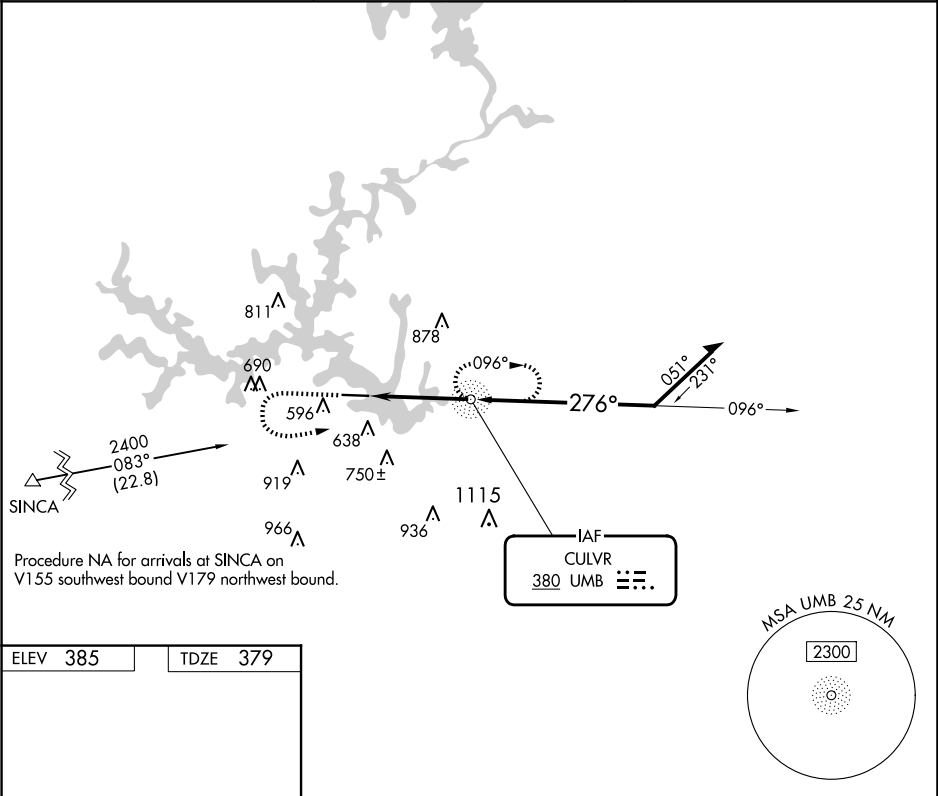 811
878
690
096°
051°
231°
276°
096°
596
638
2400
083°
(22.8)
SINCA
919
750±
1115
936
966
IAF
CULVR
380 UMB
Procedure NA for arrivals at SINCA on
V155 southwest bound V179 northwest bound.
MSA UMB 25 NM
2300
ELEV 385
TDZE 379